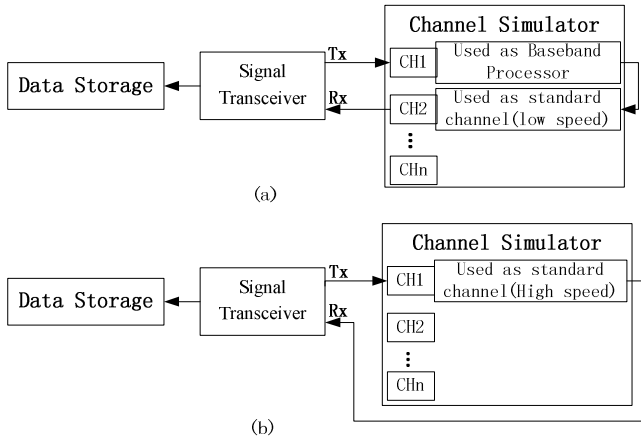 Channel Simulator
Data Storage
Signal
Transceiver
Tx
Rx
CH1
Used as Baseband
Processor
CH2
Used as standard
channel(low speed)
CHn
(a)
Channel Simulator
Data Storage
Signal
Transceiver
Tx
Rx
CH1
Used as standard
channel(High speed)
CH2
CHn
(b)